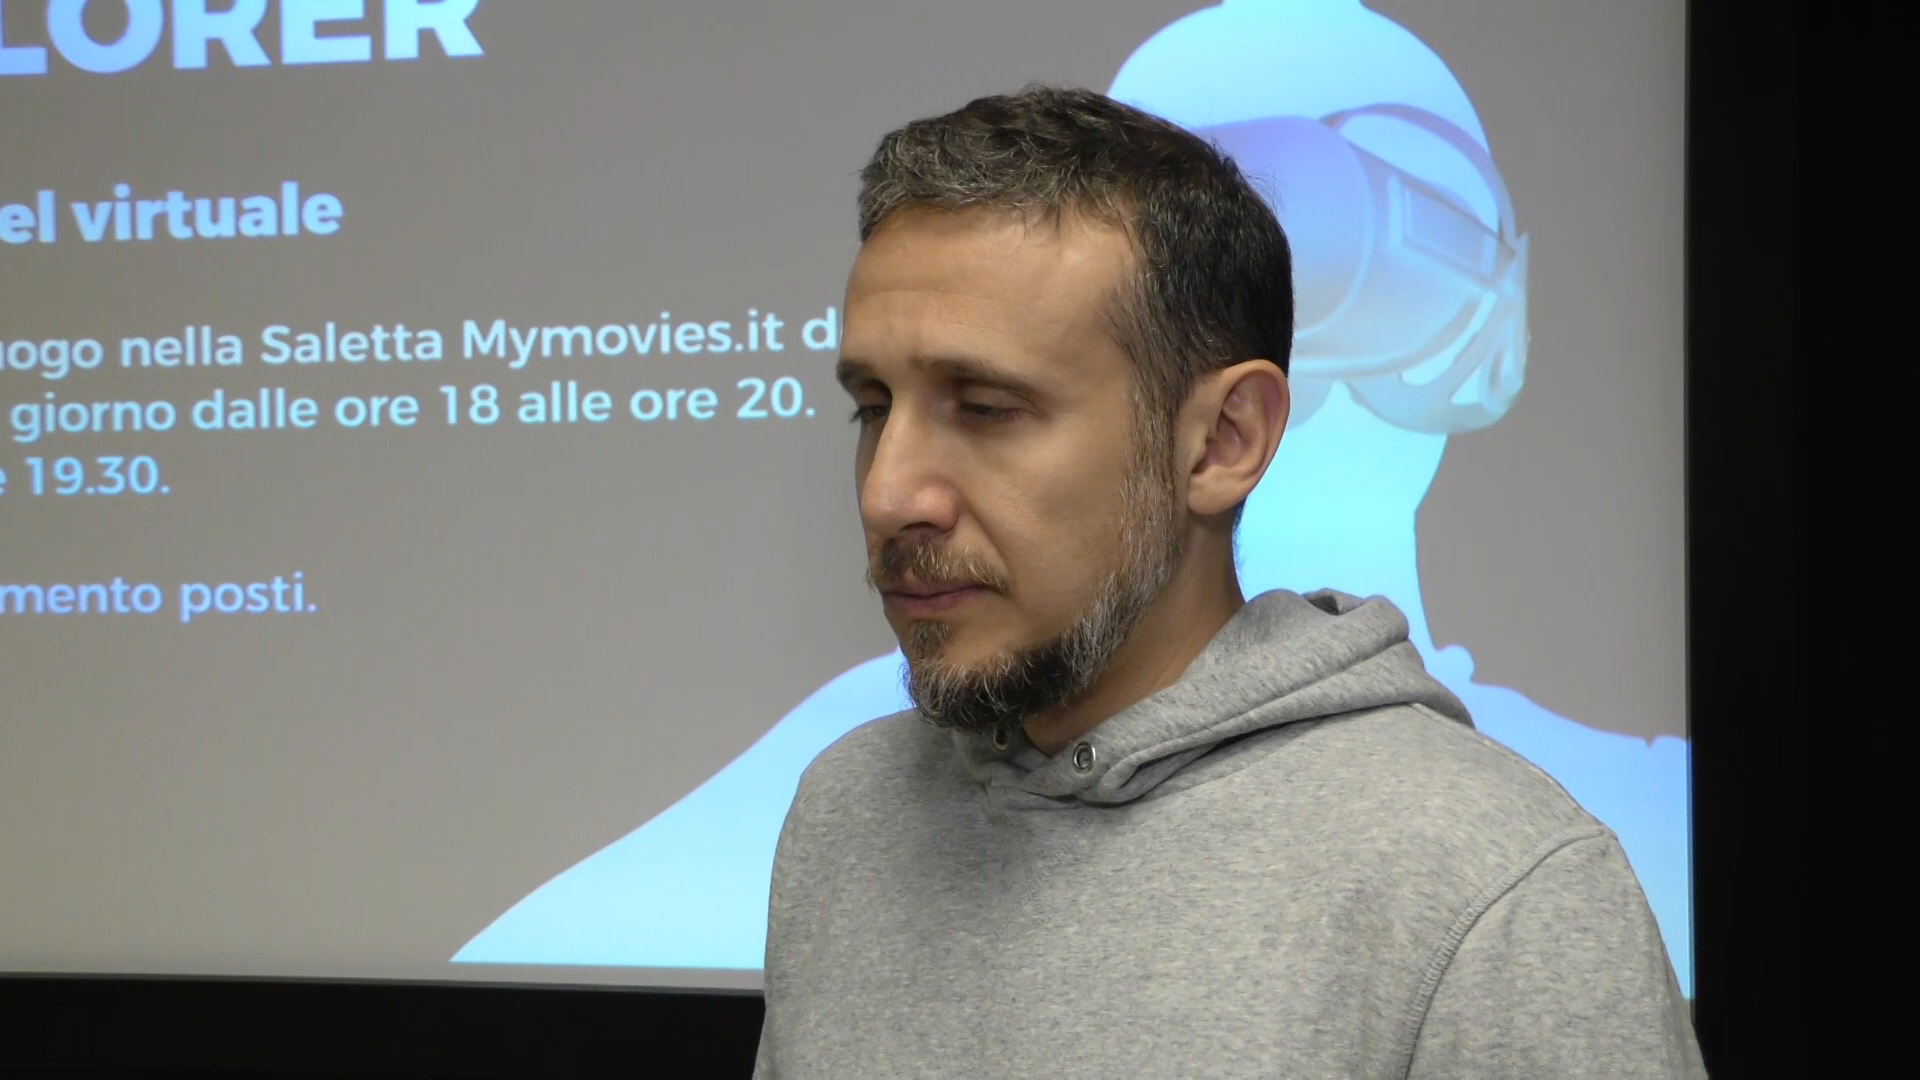 LORER
el virtuale
uogo nella Saletta Mymovies.it d
giorno dalle ore 18 alle ore 20.
e 19.30.
mento posti.